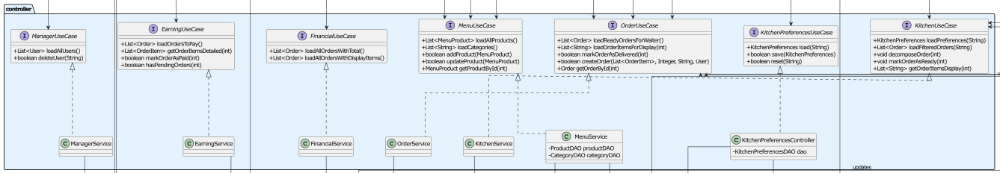 controller
I ManagerUseCase
+List<User> loadAllUsers()
+boolean deleteUser(String)
I EarningUseCase
+List<Order> loadOrdersToPay()
+List<OrderItem> getOrderItemsDetailed(int)
+boolean markOrderAsPaid(int)
+boolean hasPendingOrders(int)
I FinancialUseCase
+List<Order> loadAllOrdersWithTotal()
+List<Order> loadAllOrdersWithDisplayItems()
I MenuUseCase
+List<MenuProduct> loadAllProducts()
+List<String> loadCategories()
+boolean addProduct(MenuProduct)
+boolean updateProduct(MenuProduct)
+MenuProduct getProductById(int)
I OrderUseCase
+List<Order> loadReadyOrdersForWaiter()
+List<String> loadOrderItemsForDisplay(int)
+boolean markOrderAsDelivered(int)
+boolean createOrder(List<OrderItem>, Integer, String, User)
+Order getOrderById(int)
I KitchenPreferencesUseCase
+KitchenPreferences load(String)
+boolean save(KitchenPreferences)
+boolean reset(String)
I KitchenUseCase
+KitchenPreferences loadPreferences(String)
+List<Order> loadFilteredOrders(String)
+void decomposeOrder(int)
+void markOrderAsReady(int)
+List<String> getOrderItemsDisplay(int)
C ManagerService
C EarningService
C FinancialService
C OrderService
C KitchenService
C MenuService
-ProductDAO productDAO
-CategoryDAO categoryDAO
C KitchenPreferencesController
-KitchenPreferencesDAO dao
updates